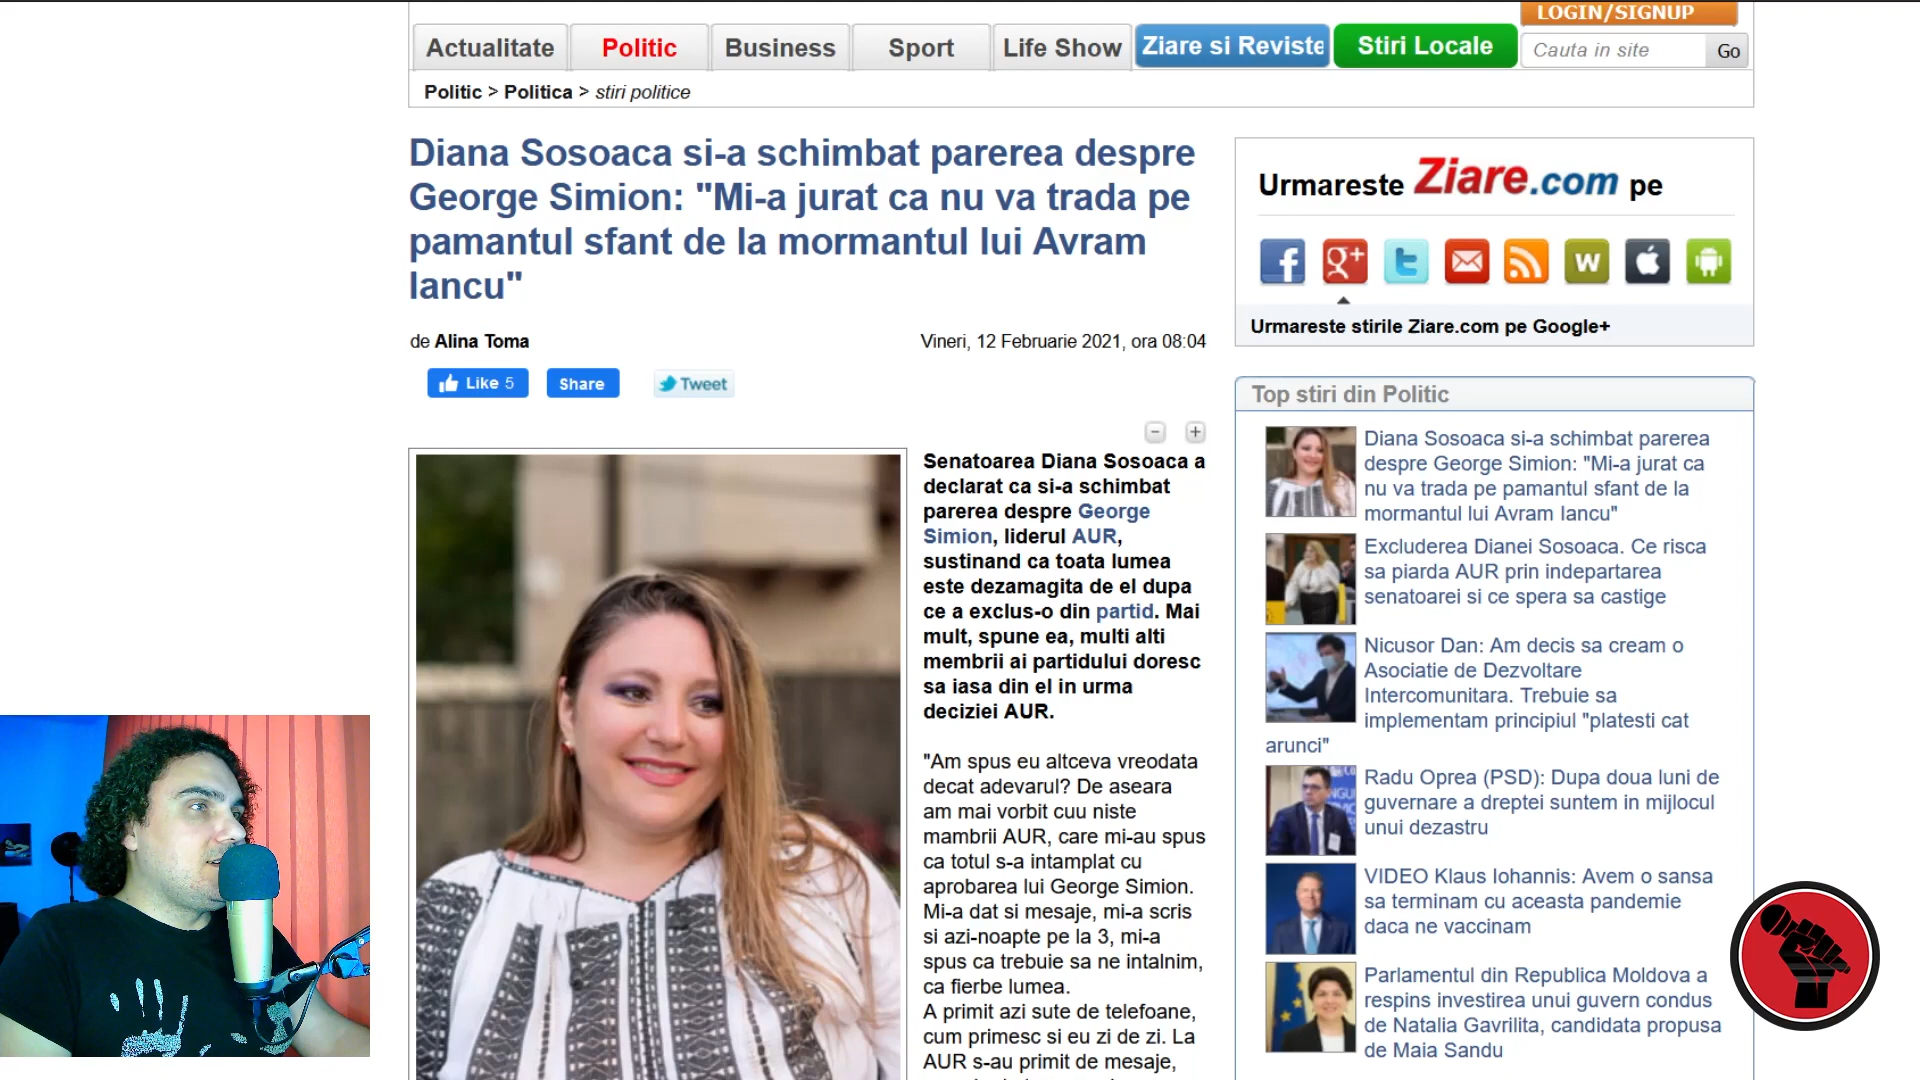 LOGIN/SIGNUP
Actualitate
Politic
Business
Sport
Life Show
Ziare si Reviste
Stiri Locale
Cauta in site
Go
Politic > Politica > stiri politice
Diana Sosoaca si-a schimbat parerea despre
George Simion: "Mi-a jurat ca nu va trada pe
pamantul sfant de la mormantul lui Avram
Iancu"
de Alina Toma
Vineri, 12 Februarie 2021, ora 08:04
Like 5
Share
Tweet
Senatoarea Diana Sosoaca a
declarat ca si-a schimbat
parerea despre George
Simion, liderul AUR,
sustinand ca toata lumea
este dezamagita de el dupa
ce a exclus-o din partid. Mai
mult, spune ea, multi alti
membrii ai partidului doresc
sa iasa din el in urma
deciziei AUR.
"Am spus eu altceva vreodata
decat adevarul? De aseara
am mai vorbit cuu niste
mambrii AUR, care mi-au spus
ca totul s-a intamplat cu
aprobarea lui George Simion.
Mi-a dat si mesaje, mi-a scris
si azi-noapte pe la 3, mi-a
spus ca trebuie sa ne intalnim,
ca fierbe lumea.
A primit azi sute de telefoane,
cum primesc si eu zi de zi. La
AUR s-au primit de mesaje,
Urmareste Ziare.com pe
Urmareste stirile Ziare.com pe Google+
Top stiri din Politic
Diana Sosoaca si-a schimbat parerea
despre George Simion: "Mi-a jurat ca
nu va trada pe pamantul sfant de la
mormantul lui Avram Iancu"
Excluderea Dianei Sosoaca. Ce risca
sa piarda AUR prin indepartarea
senatoarei si ce spera sa castige
Nicusor Dan: Am decis sa cream o
Asociatie de Dezvoltare
Intercomunitara. Trebuie sa
implementam principiul "platesti cat
arunci"
Radu Oprea (PSD): Dupa doua luni de
guvernare a dreptei suntem in mijlocul
unui dezastru
VIDEO Klaus Iohannis: Avem o sansa
sa terminam cu aceasta pandemie
daca ne vaccinam
Parlamentul din Republica Moldova a
respins investirea unui guvern condus
de Natalia Gavrilita, candidata propusa
de Maia Sandu